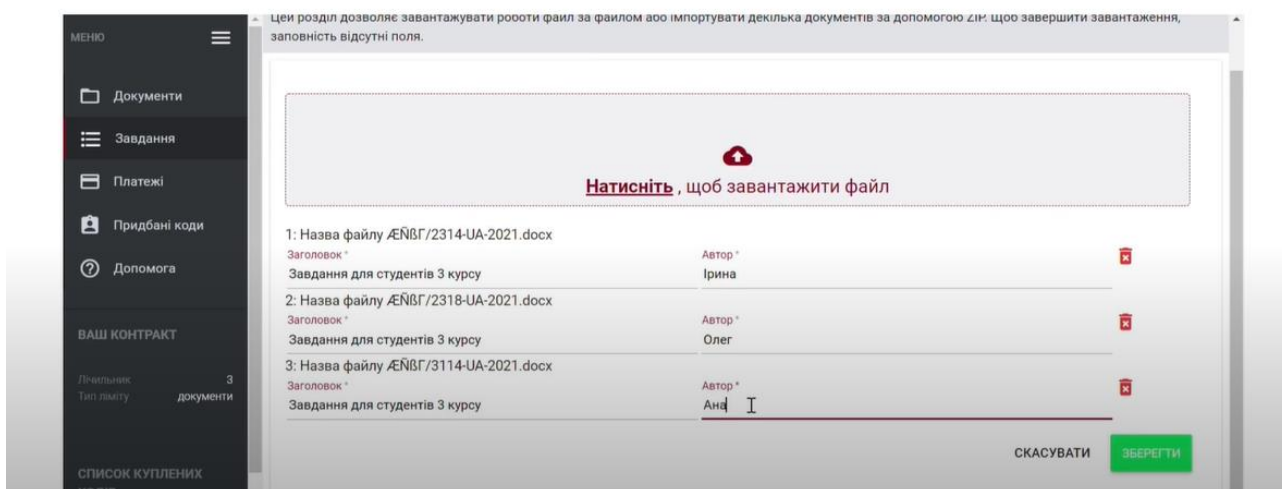 Цей розділ дозволяє завантажувати роботи файл за файлом або імпортувати декілька документів за допомогою ZIP. Щоб завершити завантаження,
заповність відсутні поля.
МЕНЮ
Документи
Завдання
Платежі
Придбані коди
Допомога
ВАШ КОНТРАКТ
Лічильник 3
Тип ліміту документи
СПИСОК КУПЛЕНИХ
Натисніть , щоб завантажити файл
1: Назва файлу ÆÑßГ/2314-UA-2021.docx
Заголовок * Автор *
Завдання для студентів 3 курсу Ірина
2: Назва файлу ÆÑßГ/2318-UA-2021.docx
Заголовок * Автор *
Завдання для студентів 3 курсу Олег
3: Назва файлу ÆÑßГ/3114-UA-2021.docx
Заголовок * Автор *
Завдання для студентів 3 курсу Ана
СКАСУВАТИ ЗБЕРЕГТИ